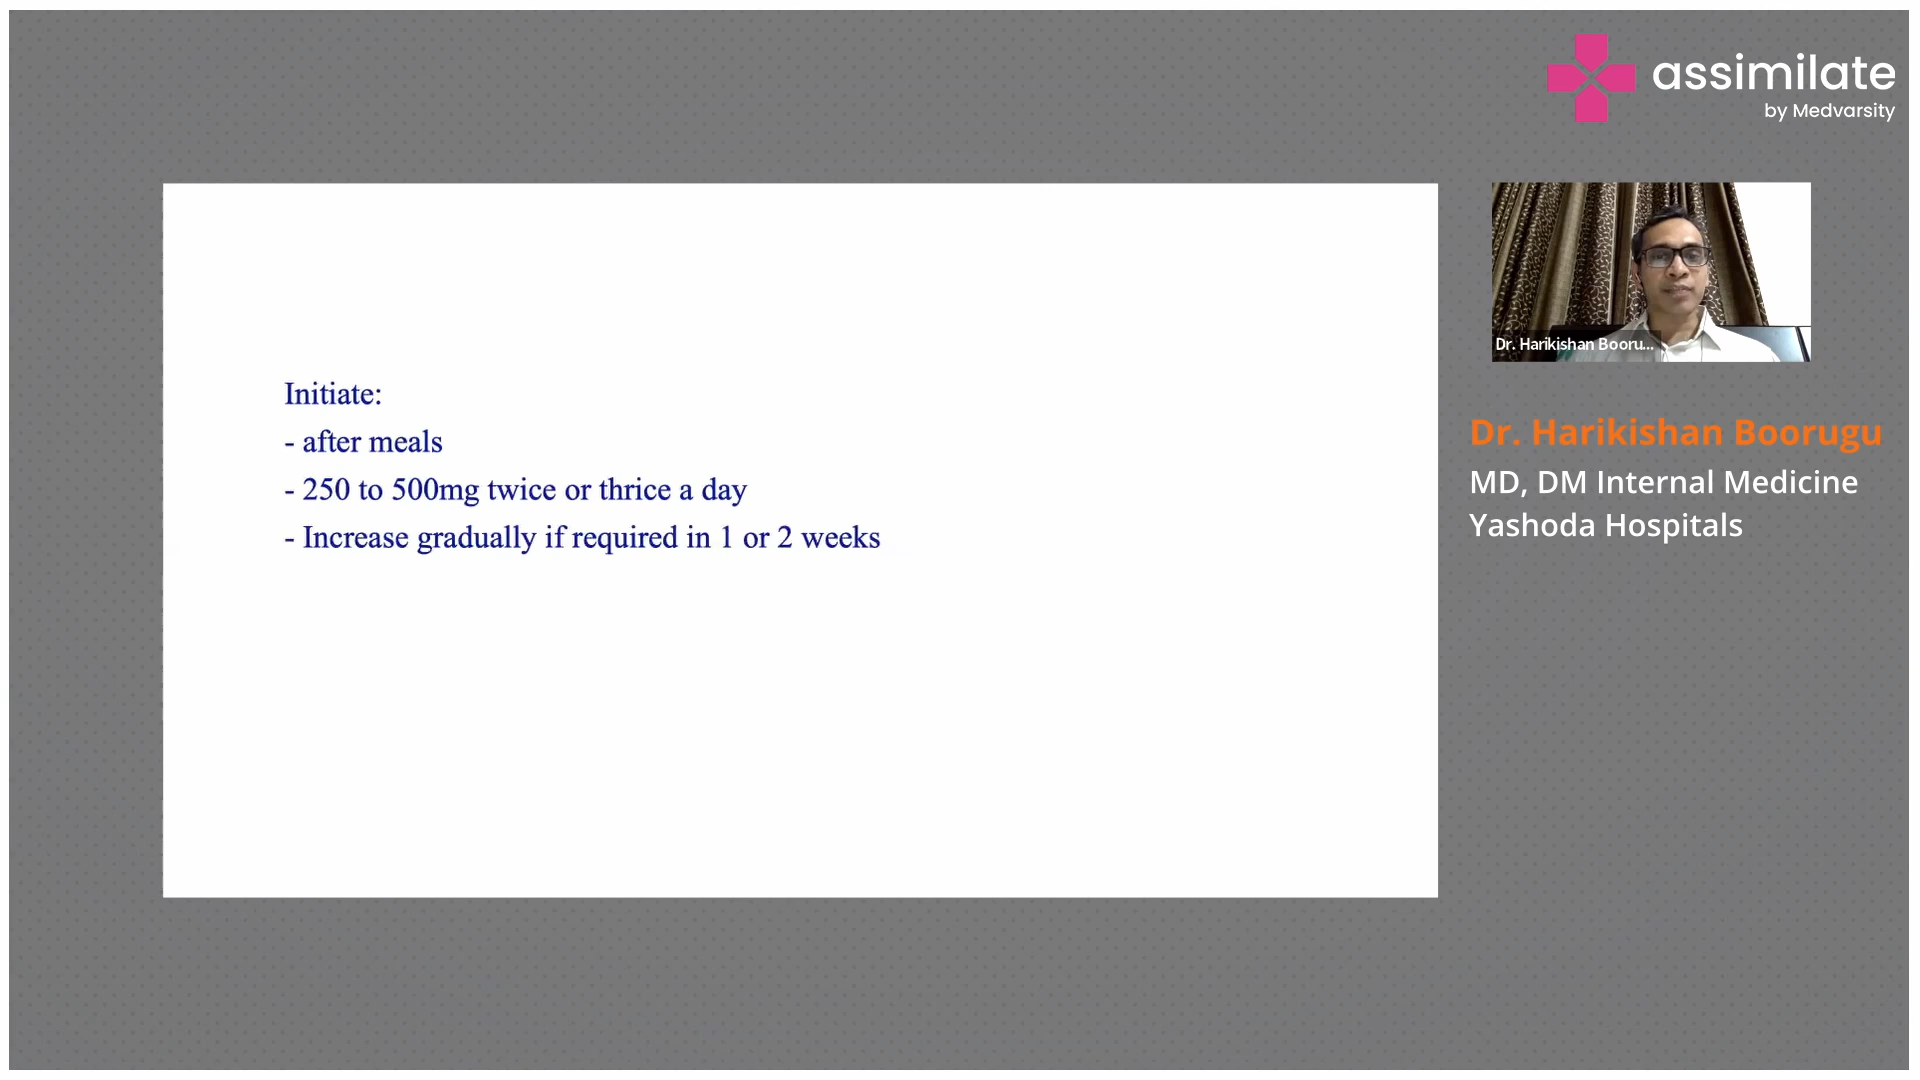 assimilate
by Medvarsity
Initiate:
- after meals
- 250 to 500mg twice or thrice a day
- Increase gradually if required in 1 or 2 weeks
Dr. Harikishan Booru...
Dr. Harikishan Boorugu
MD, DM Internal Medicine
Yashoda Hospitals